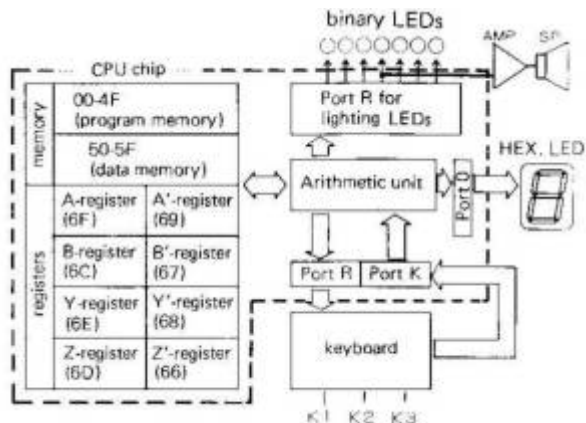 binary LEDs
AMP SP
CPU chip
memory
00-4F
(program memory)
50-5F
(data memory)
Port R for
lighting LEDs
HEX. LED
Arithmetic unit
Port O
registers
A-register
(6F)
A'-register
(69)
B-register
(6C)
B'-register
(67)
Y-register
(6E)
Y'-register
(68)
Z-register
(6D)
Z'-register
(66)
Port R
Port K
keyboard
K1 K2 K3